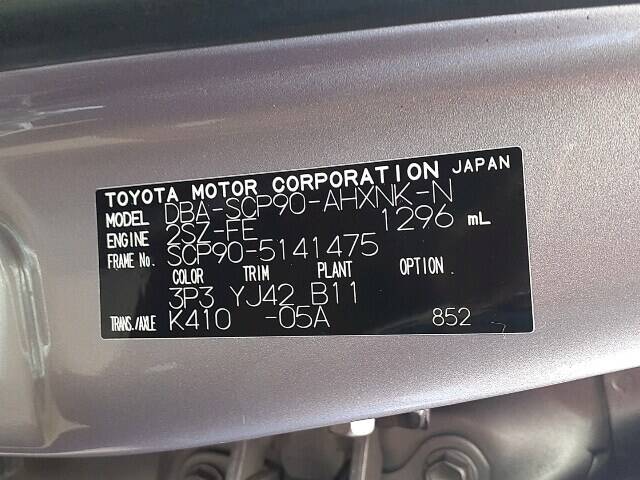 TOYOTA MOTOR CORPORATION JAPAN
MODEL DBA-SCP90-AHXNK-N
ENGINE 2SZ-FE 1296 mL
FRAME No. SCP90-5141475
COLOR TRIM PLANT OPTION
3P3 YJ42 B11
TRANS./AXLE K410 -05A 852